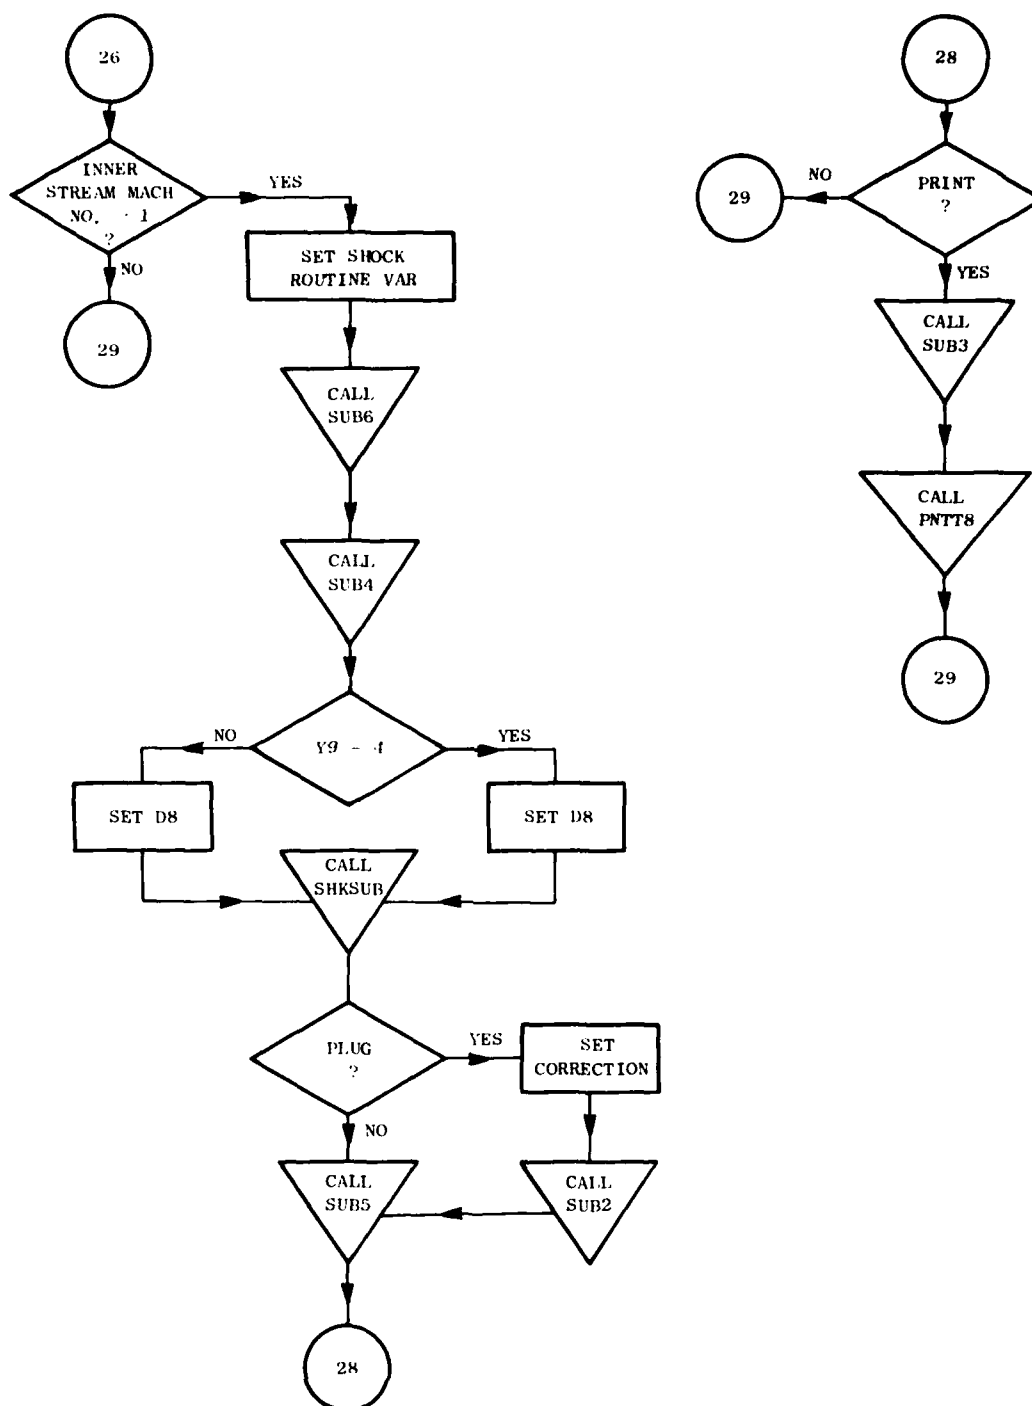 26
INNER
STREAM MACH
NO. 1
?
YES
NO
29
SET SHOCK
ROUTINE VAR
CALL
SUB6
CALL
SUB4
Y9
NO
YES
SET D8
SET D8
CALL
SHKSUB
PLUG
?
YES
SET
CORRECTION
NO
CALL
SUB5
CALL
SUB2
28
28
PRINT
?
NO
29
YES
CALL
SUB3
CALL
PNTT8
29